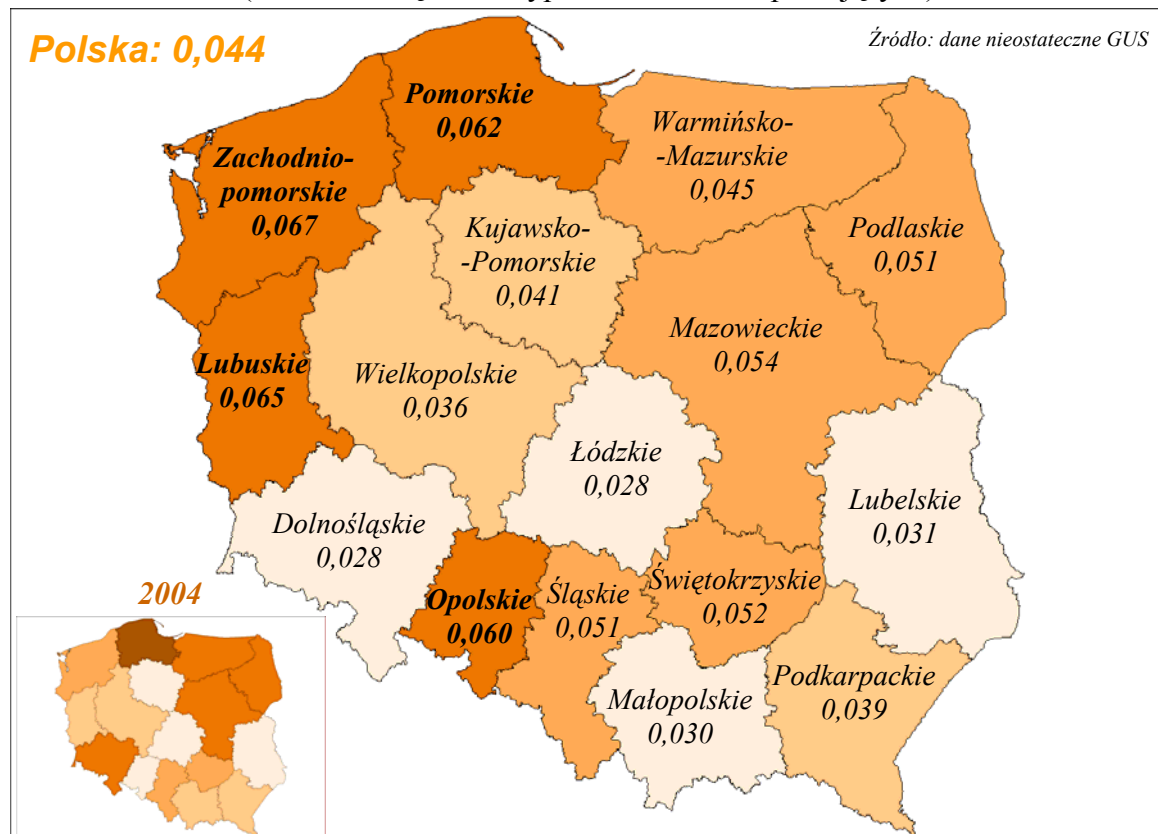 Polska: 0,044
Źródło: dane nieostateczne GUS
Pomorskie
0,062
Warmińsko-
-Mazurskie
0,045
Zachodnio-
pomorskie
0,067
Kujawsko-
-Pomorskie
0,041
Podlaskie
0,051
Mazowieckie
0,054
Lubuskie
0,065
Wielkopolskie
0,036
Łódzkie
0,028
Lubelskie
0,031
Dolnośląskie
0,028
Opolskie
0,060
Śląskie
0,051
Świętokrzyskie
0,052
Małopolskie
0,030
Podkarpackie
0,039
2004